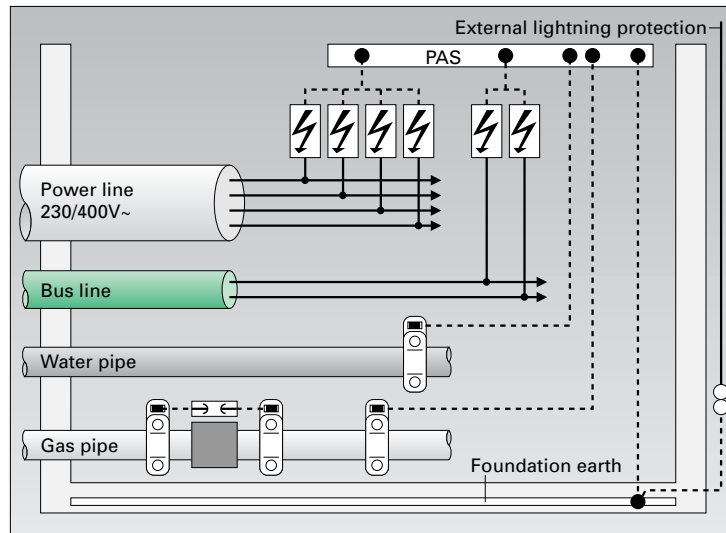 External lightning protection
PAS
Power line
230/400V~
Bus line
Water pipe
Gas pipe
Foundation earth